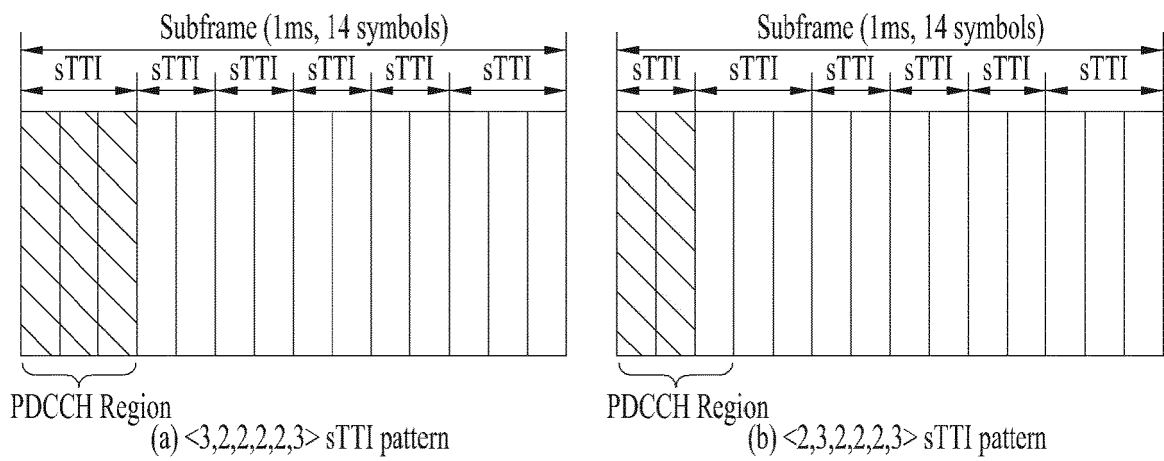 Subframe (1ms, 14 symbols)
sTTI sTTI sTTI sTTI sTTI sTTI
PDCCH Region
(a) <3,2,2,2,2,3> sTTI pattern
Subframe (1ms, 14 symbols)
sTTI sTTI sTTI sTTI sTTI sTTI
PDCCH Region
(b) <2,3,2,2,2,3> sTTI pattern